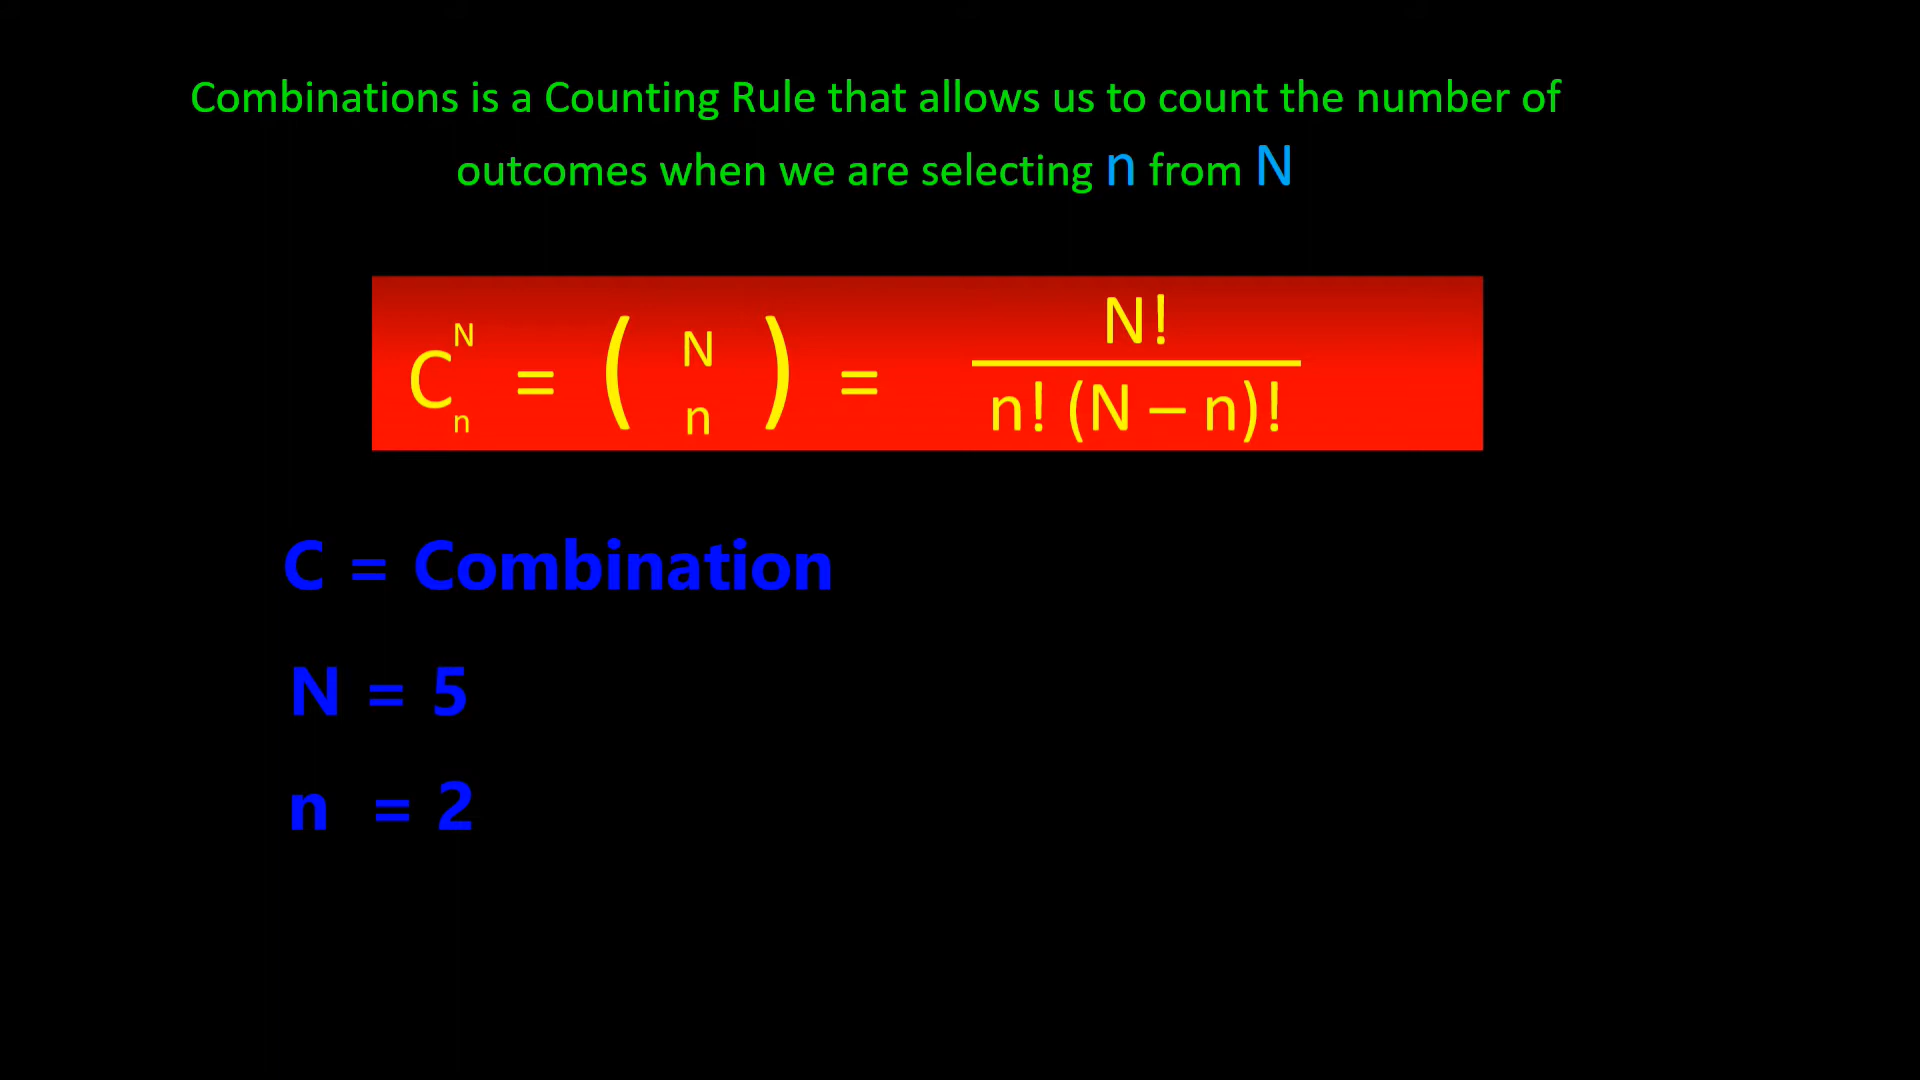 Combinations is a Counting Rule that allows us to count the number of
outcomes when we are selecting n from N
C N n = ( N n ) = N! / n! (N – n)!
C = Combination
N = 5
n = 2